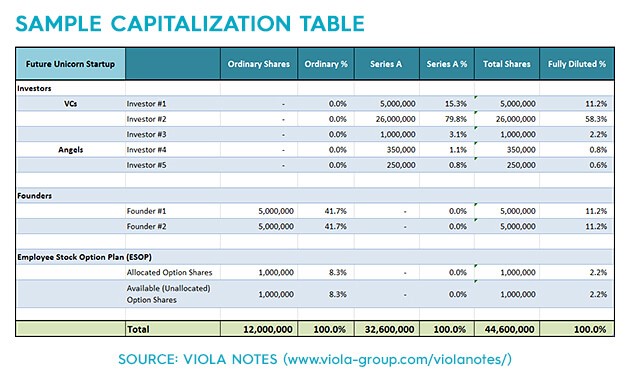 SAMPLE CAPITALIZATION TABLE
Future Unicorn Startup Ordinary Shares Ordinary % Series A Series A % Total Shares Fully Diluted %
Investors
VCs Investor #1 - 0.0% 5,000,000 15.3% 5,000,000 11.2%
Investor #2 - 0.0% 26,000,000 79.8% 26,000,000 58.3%
Investor #3 - 0.0% 1,000,000 3.1% 1,000,000 2.2%
Angels Investor #4 - 0.0% 350,000 1.1% 350,000 0.8%
Investor #5 - 0.0% 250,000 0.8% 250,000 0.6%
Founders
Founder #1 5,000,000 41.7% - 0.0% 5,000,000 11.2%
Founder #2 5,000,000 41.7% - 0.0% 5,000,000 11.2%
Employee Stock Option Plan (ESOP)
Allocated Option Shares 1,000,000 8.3% - 0.0% 1,000,000 2.2%
Available (Unallocated)
Option Shares 1,000,000 8.3% - 0.0% 1,000,000 2.2%
Total 12,000,000 100.0% 32,600,000 100.0% 44,600,000 100.0%
SOURCE: VIOLA NOTES (www.viola-group.com/violanotes/)